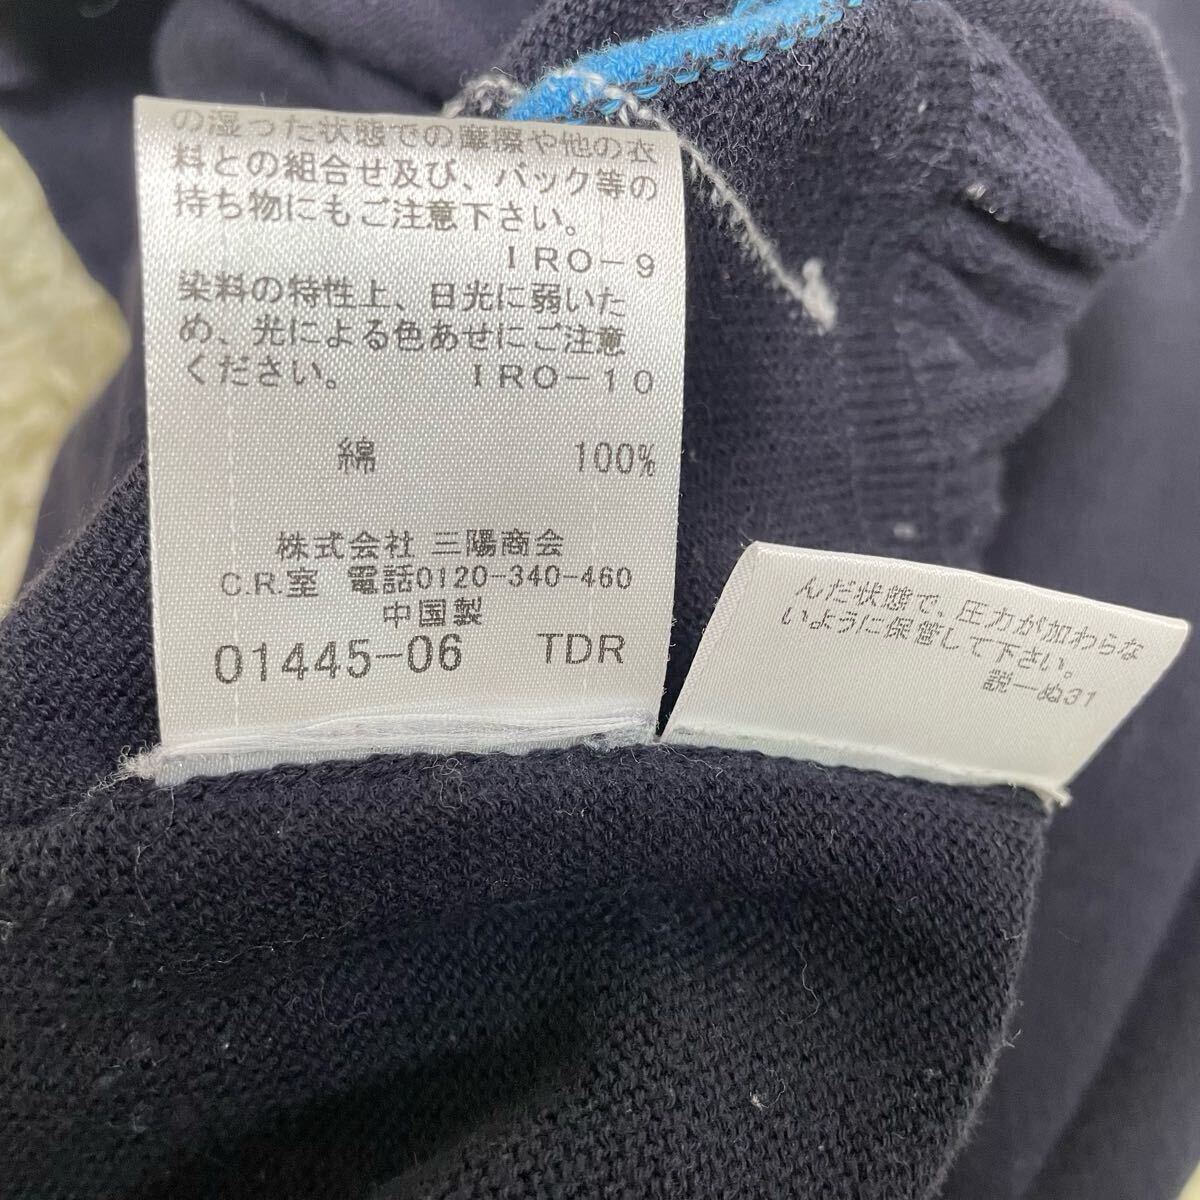 の湿った状態での摩擦や他の衣
料との組合せ及び、バック等の
持ち物にもご注意下さい。
IRO-9
染料の特性上、日光に弱いた
め、光による色あせにご注意
ください。 IRO-10
綿 100%
株式会社 三陽商会
C.R.室 電話0120-340-460
中国製
01445-06 TDR
んだ状態で、圧力が加わらな
いように保管して下さい。
説一ぬ31